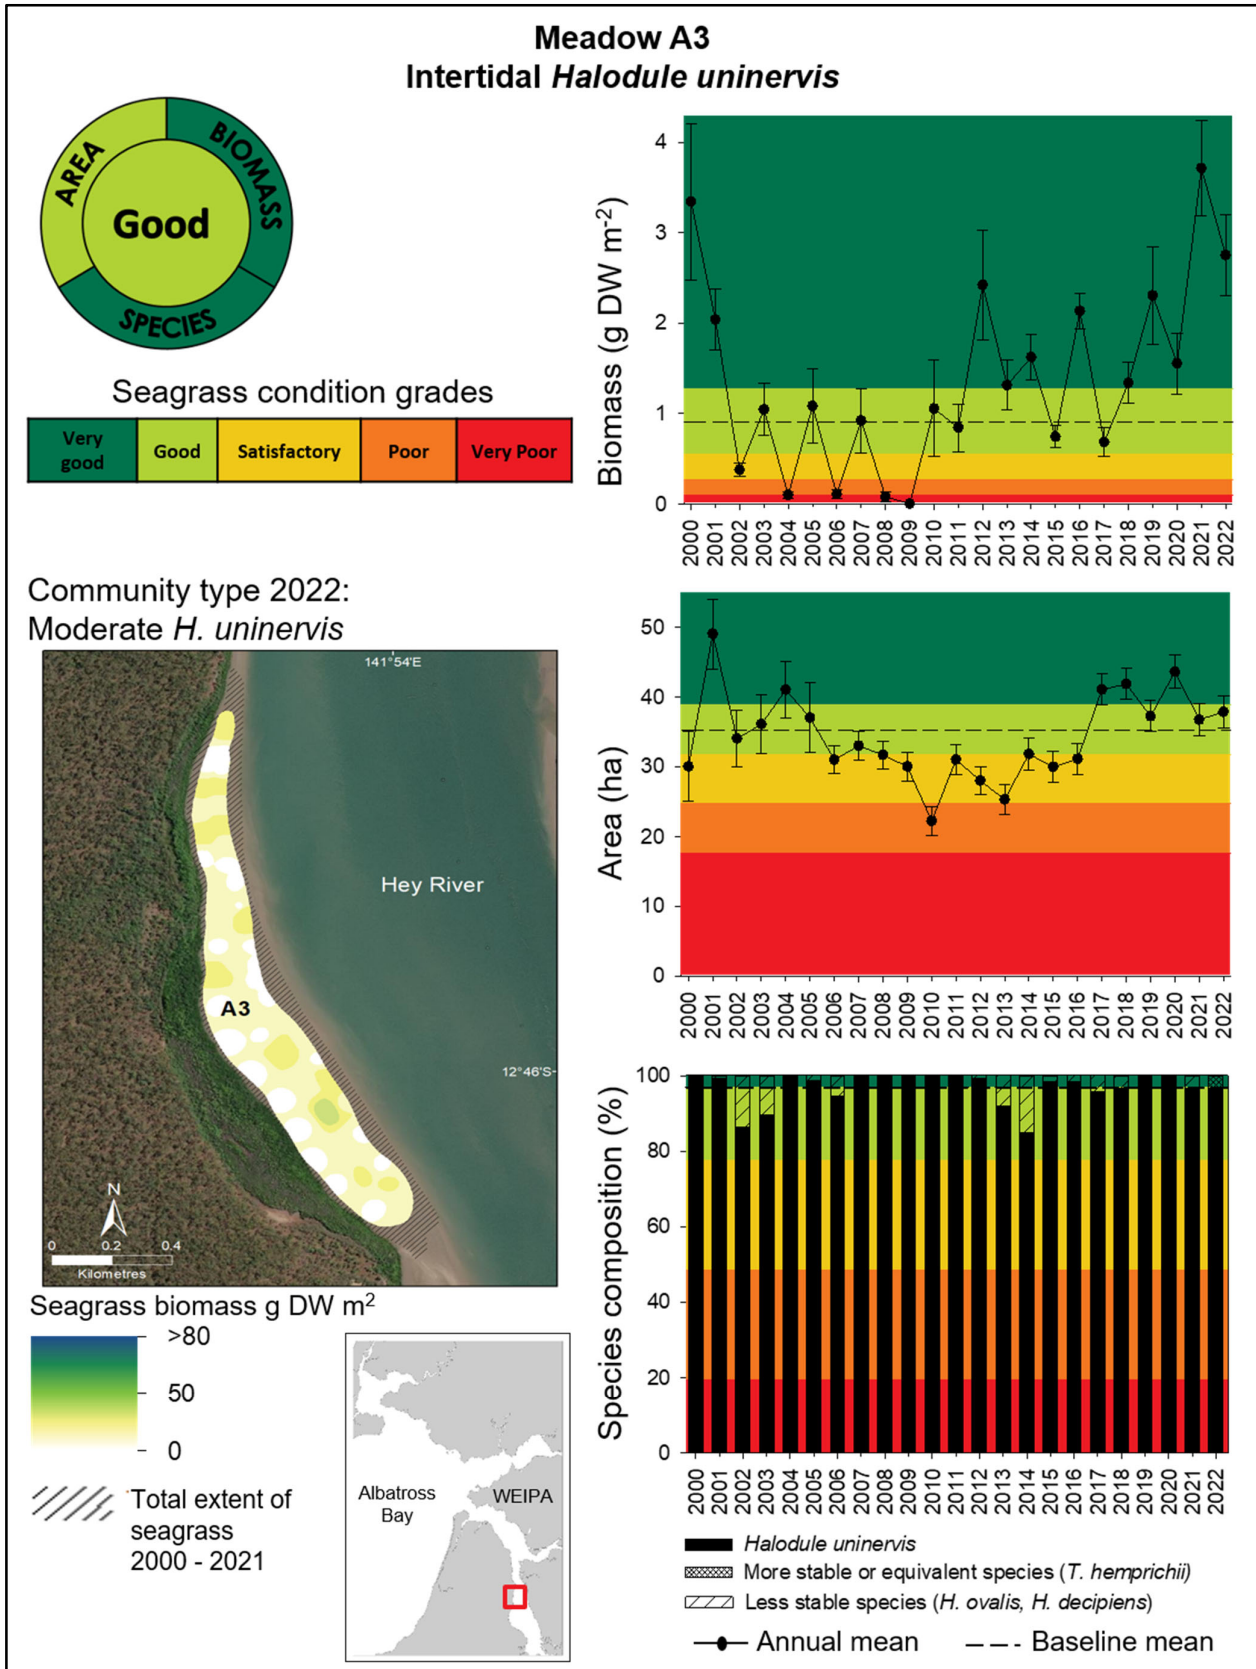 Meadow A3
Intertidal Halodule uninervis
AREA
BIOMASS
SPECIES
Good
Seagrass condition grades
Very good
Good
Satisfactory
Poor
Very Poor
Community type 2022:
Moderate H. uninervis
141°54'E
Hey River
A3
12°46'S
N
0 0.2 0.4
Kilometres
Seagrass biomass g DW m²
>80
50
0
Total extent of
seagrass
2000 - 2021
Albatross
Bay
WEIPA
Biomass (g DW m⁻²)
4
3
2
1
0
2000 2001 2002 2003 2004 2005 2006 2007 2008 2009 2010 2011 2012 2013 2014 2015 2016 2017 2018 2019 2020 2021 2022
Area (ha)
50
40
30
20
10
0
2000 2001 2002 2003 2004 2005 2006 2007 2008 2009 2010 2011 2012 2013 2014 2015 2016 2017 2018 2019 2020 2021 2022
Species composition (%)
100
80
60
40
20
0
2000 2001 2002 2003 2004 2005 2006 2007 2008 2009 2010 2011 2012 2013 2014 2015 2016 2017 2018 2019 2020 2021 2022
Halodule uninervis
More stable or equivalent species (T. hemprichii)
Less stable species (H. ovalis, H. decipiens)
Annual mean
Baseline mean